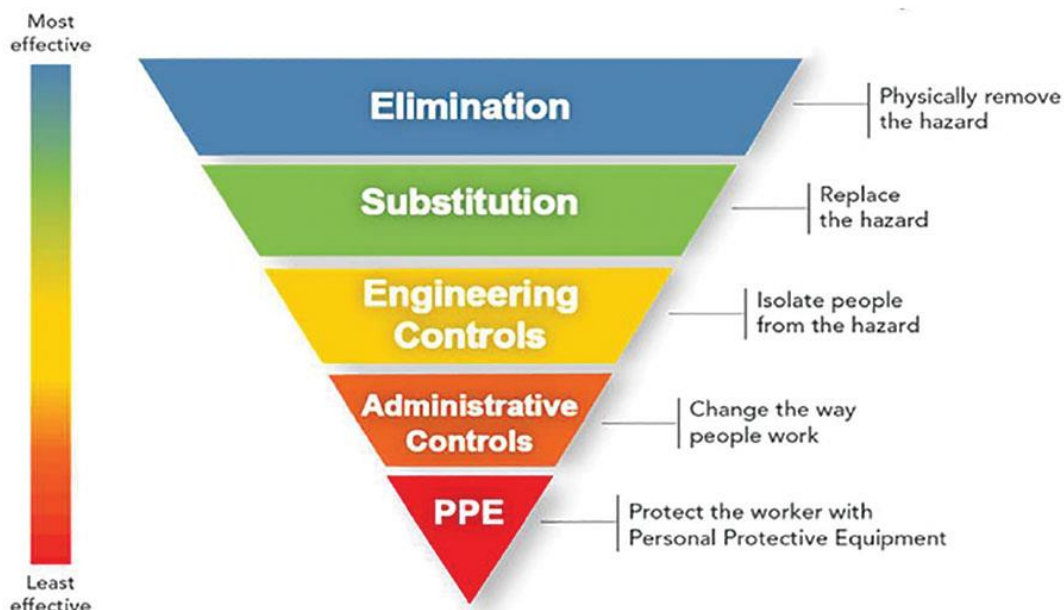 Most
effective
Elimination
Physically remove
the hazard
Substitution
Replace
the hazard
Engineering
Controls
Isolate people
from the hazard
Administrative
Controls
Change the way
people work
PPE
Protect the worker with
Personal Protective Equipment
Least
effective